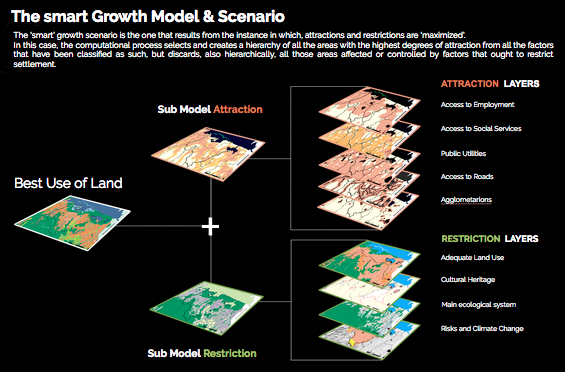 The smart Growth Model & Scenario
The 'smart' growth scenario is the one that results from the instance in which, attractions and restrictions are 'maximized'.
In this case, the computational process selects and creates a hierarchy of all the areas with the highest degrees of attraction from all the factors
that have been classified as such, but discards, also hierarchically, all those areas affected or controlled by factors that ought to restrict
settlement.
ATTRACTION LAYERS
Sub Model Attraction
Access to Employment
Access to Social Services
Public Utilities
Access to Roads
Agglometarions
Best Use of Land
RESTRICTION LAYERS
Adequate Land Use
Cultural Heritage
Main ecological system
Risks and Climate Change
Sub Model Restriction